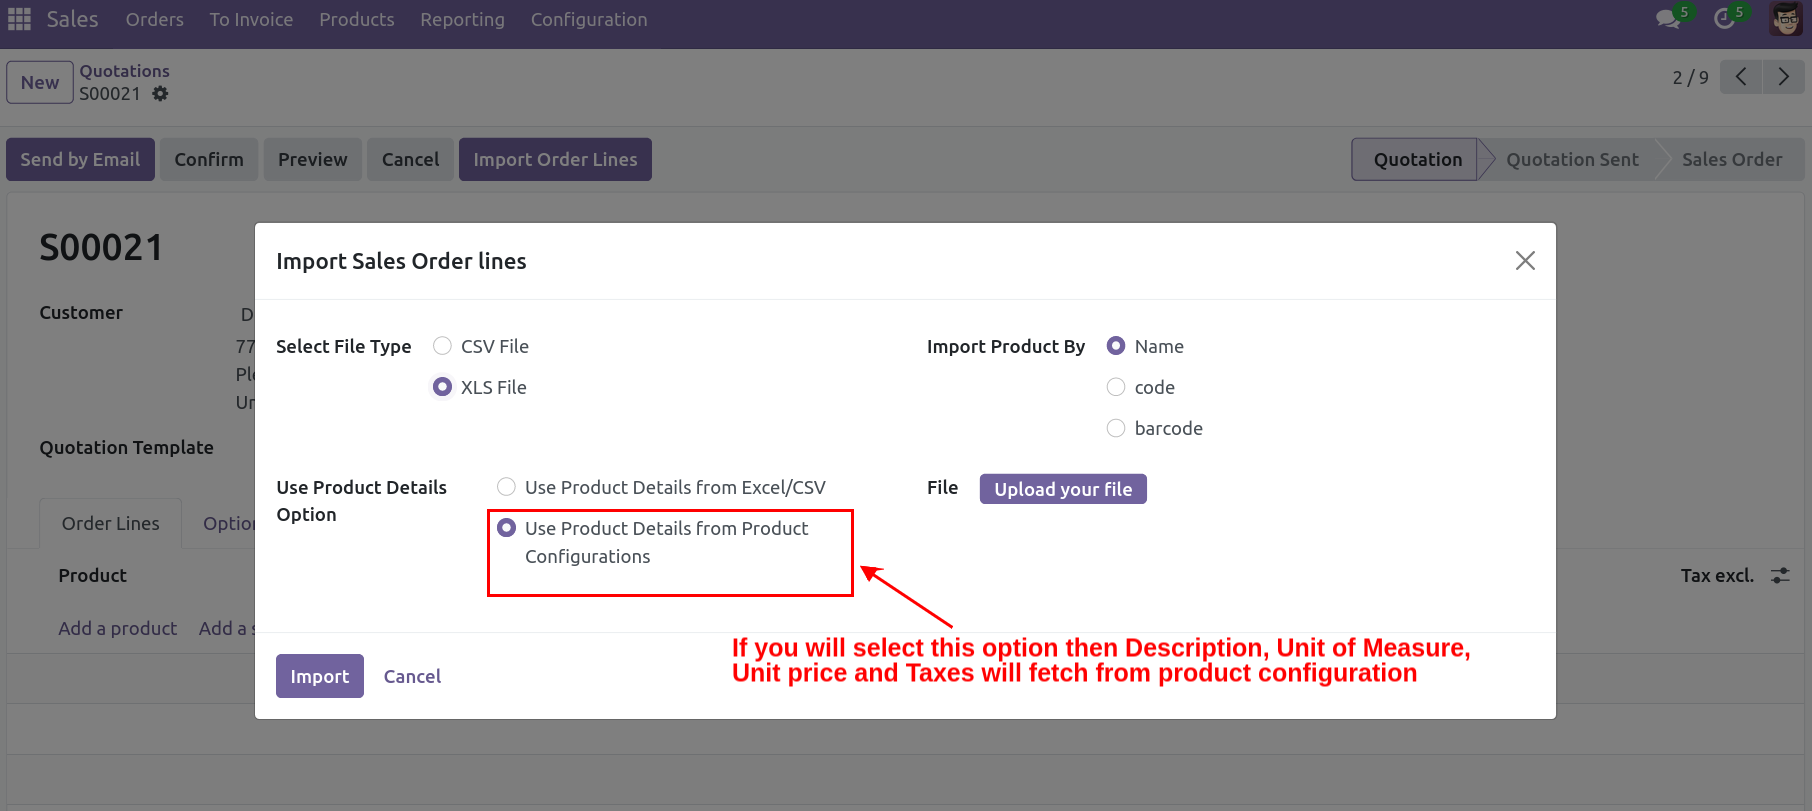 Sales Orders To Invoice Products Reporting Configuration 5 5
New Quotations
S00021 2 / 9
Send by Email Confirm Preview Cancel Import Order Lines Quotation Quotation Sent Sales Order
S00021
Import Sales Order lines
Customer D
77
Ple
Un
Quotation Template
Select File Type CSV File
XLS File
Import Product By Name
code
barcode
Use Product Details
Option
Use Product Details from Excel/CSV
Use Product Details from Product
Configurations
File Upload your file
Order Lines Option
Product Tax excl.
Add a product Add a s
If you will select this option then Description, Unit of Measure,
Unit price and Taxes will fetch from product configuration
Import Cancel